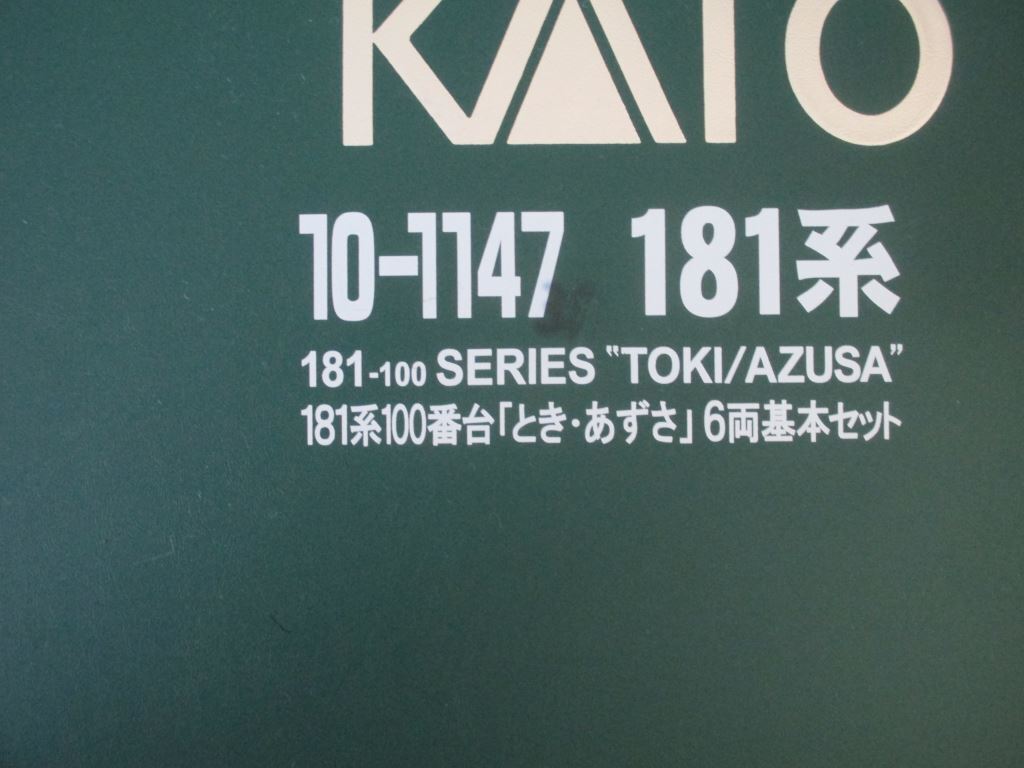 KATO
10-1147 181系
181-100 SERIES "TOKI/AZUSA"
181系100番台「とき・あずさ」6両基本セット